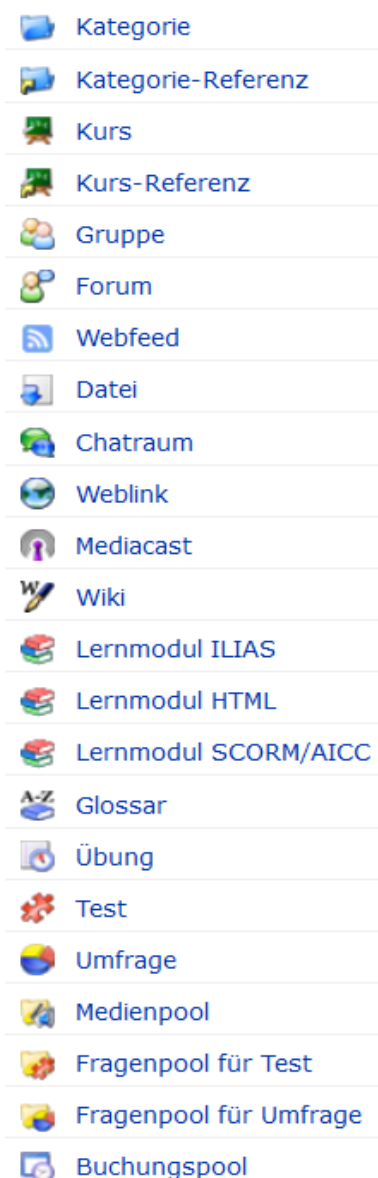 Kategorie
Kategorie-Referenz
Kurs
Kurs-Referenz
Gruppe
Forum
Webfeed
Datei
Chatraum
Weblink
Mediacast
Wiki
Lernmodul ILIAS
Lernmodul HTML
Lernmodul SCORM/AICC
A-Z Glossar
Übung
Test
Umfrage
Medienpool
Fragenpool für Test
Fragenpool für Umfrage
Buchungspool